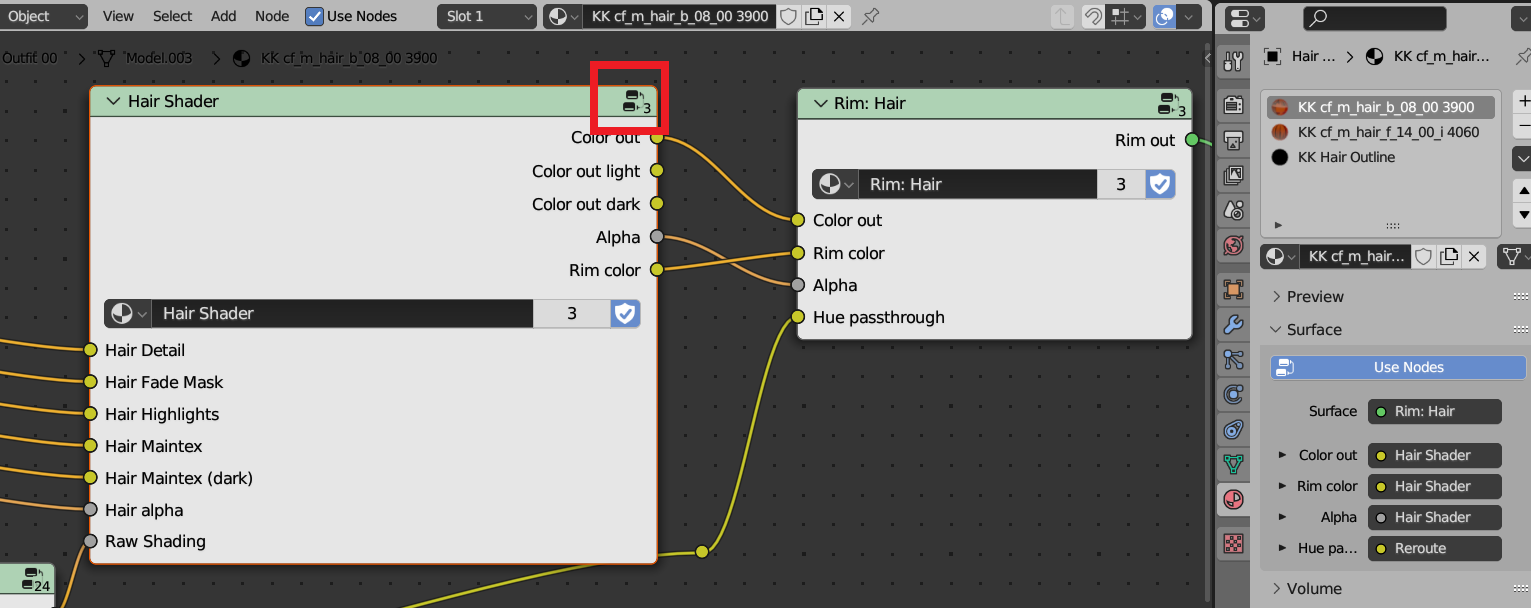 Object View Select Add Node Use Nodes Slot 1 KK cf_m_hair_b_08_00 3900
Outfit 00 Model.003 KK cf_m_hair_b_08_00 3900
Hair Shader 3
Color out
Color out light
Color out dark
Alpha
Rim color
Hair Shader 3
Hair Detail
Hair Fade Mask
Hair Highlights
Hair Maintex
Hair Maintex (dark)
Hair alpha
Raw Shading
24
Rim: Hair 3
Rim out
Rim: Hair 3
Color out
Rim color
Alpha
Hue passthrough
Hair ... KK cf_m_hair...
KK cf_m_hair_b_08_00 3900
KK cf_m_hair_f_14_00_i 4060
KK Hair Outline
KK cf_m_hair...
Preview
Surface
Use Nodes
Surface Rim: Hair
Color out Hair Shader
Rim color Hair Shader
Alpha Hair Shader
Hue pa... Reroute
Volume